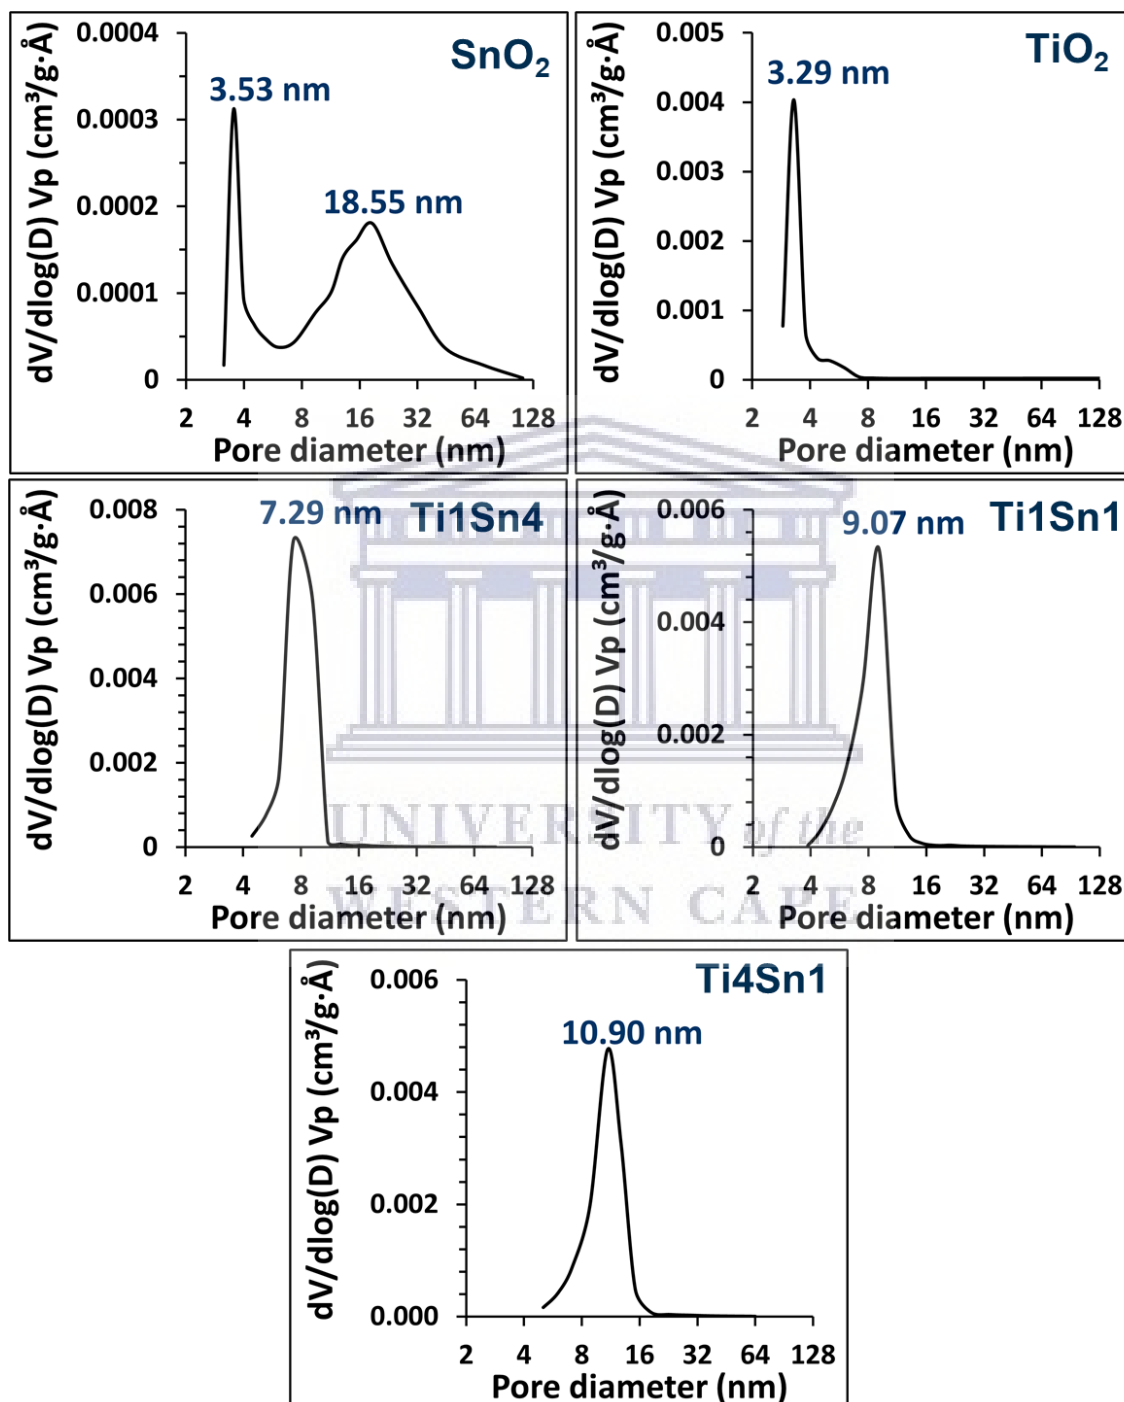 SnO₂
3.53 nm
18.55 nm
dV/dlog(D) Vp (cm³/g·Å)
0.0004
0.0003
0.0002
0.0001
0
2 4 8 16 32 64 128
Pore diameter (nm)
TiO₂
3.29 nm
dV/dlog(D) Vp (cm³/g·Å)
0.005
0.004
0.003
0.002
0.001
0
2 4 8 16 32 64 128
Pore diameter (nm)
Ti1Sn4
7.29 nm
dV/dlog(D) Vp (cm³/g·Å)
0.008
0.006
0.004
0.002
0
2 4 8 16 32 64 128
Pore diameter (nm)
Ti1Sn1
9.07 nm
dV/dlog(D) Vp (cm³/g·Å)
0.006
0.004
0.002
0
2 4 8 16 32 64 128
Pore diameter (nm)
UNIVERSITY of the
WESTERN CAPE
Ti4Sn1
10.90 nm
dV/dlog(D) Vp (cm³/g·Å)
0.006
0.004
0.002
0.000
2 4 8 16 32 64 128
Pore diameter (nm)